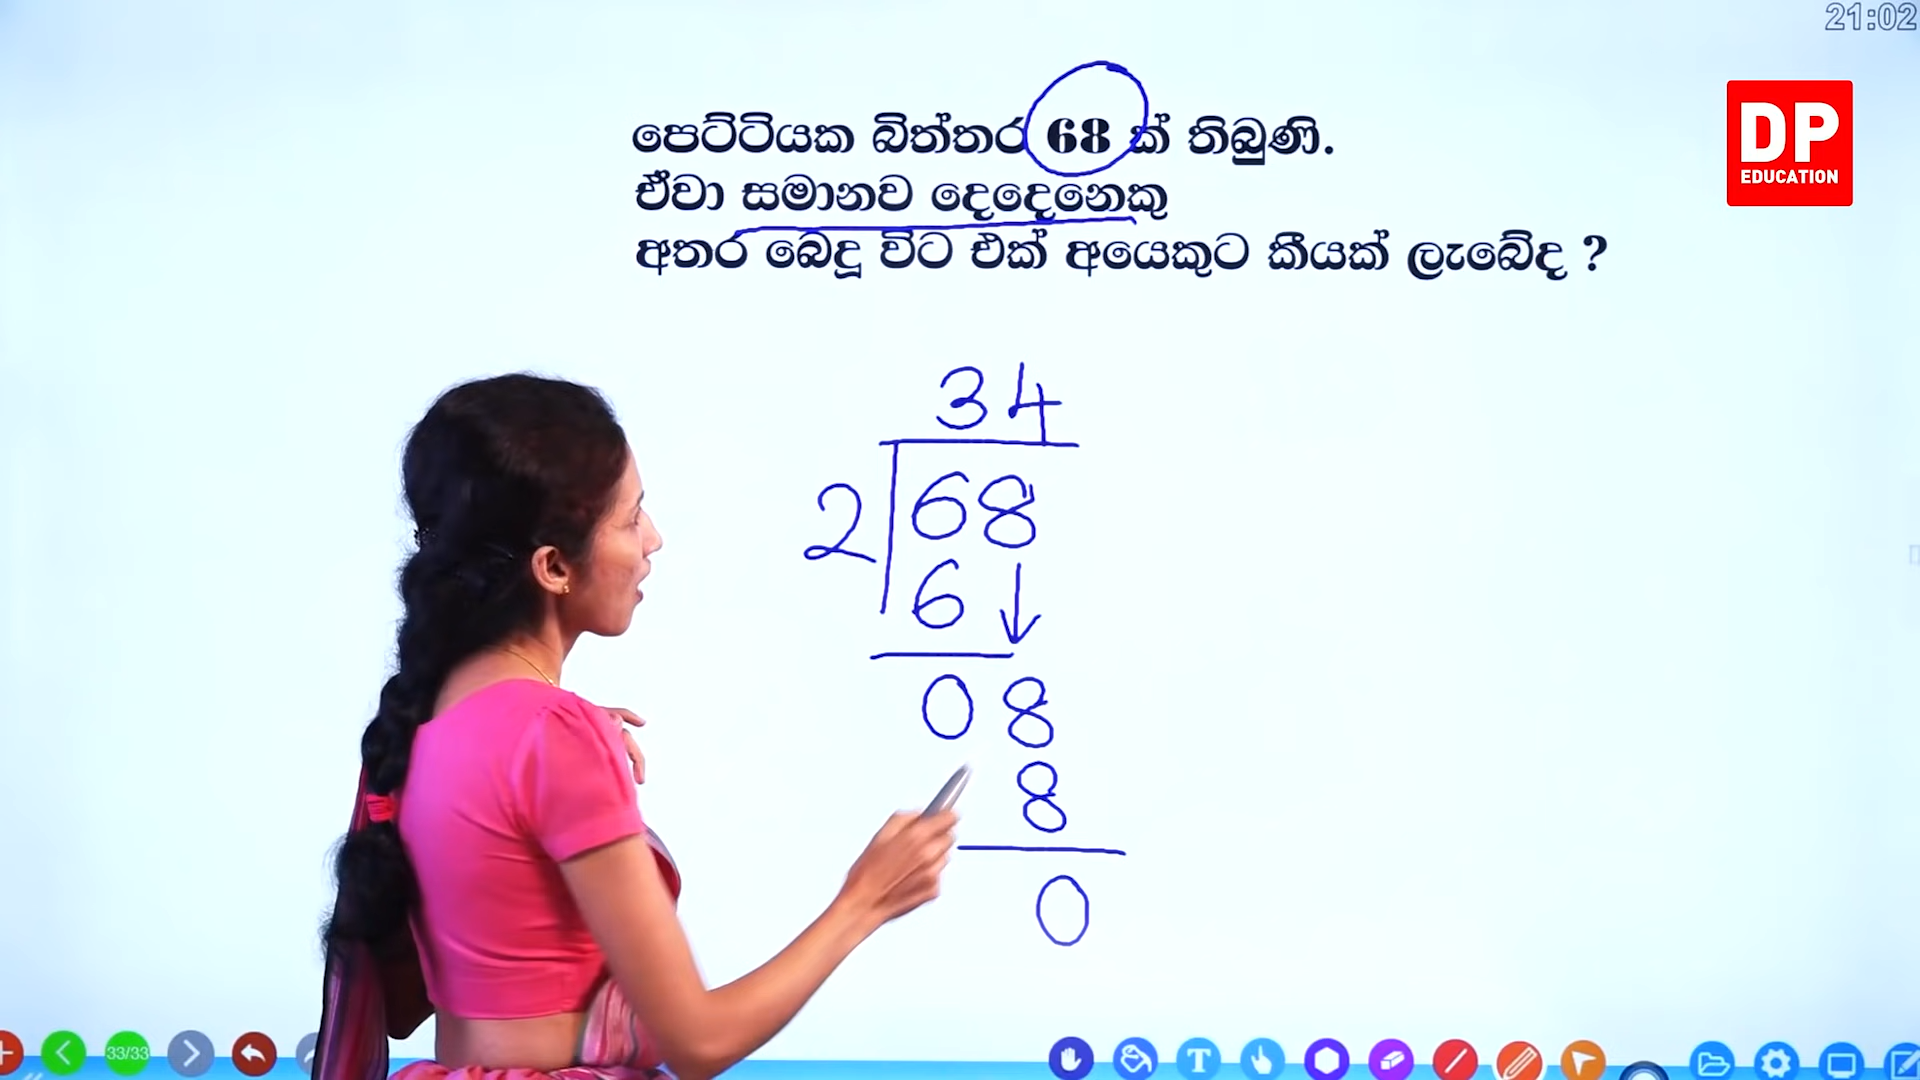 21:02
DP
EDUCATION
පෙට්ටියක බිත්තර 68 ක් තිබුණි.
ඒවා සමානව දෙදෙනෙකු
අතර බෙදූ විට එක් අයෙකුට කීයක් ලැබේද ?
34
2 68
6
08
8
0
33/33
T